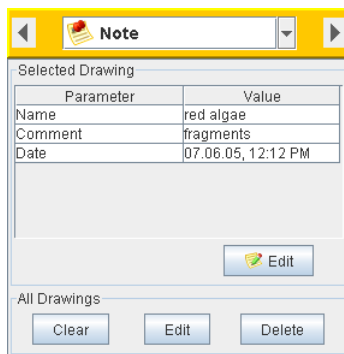 Note
Selected Drawing
Parameter Value
Name red algae
Comment fragments
Date 07.06.05, 12:12 PM
Edit
All Drawings
Clear Edit Delete